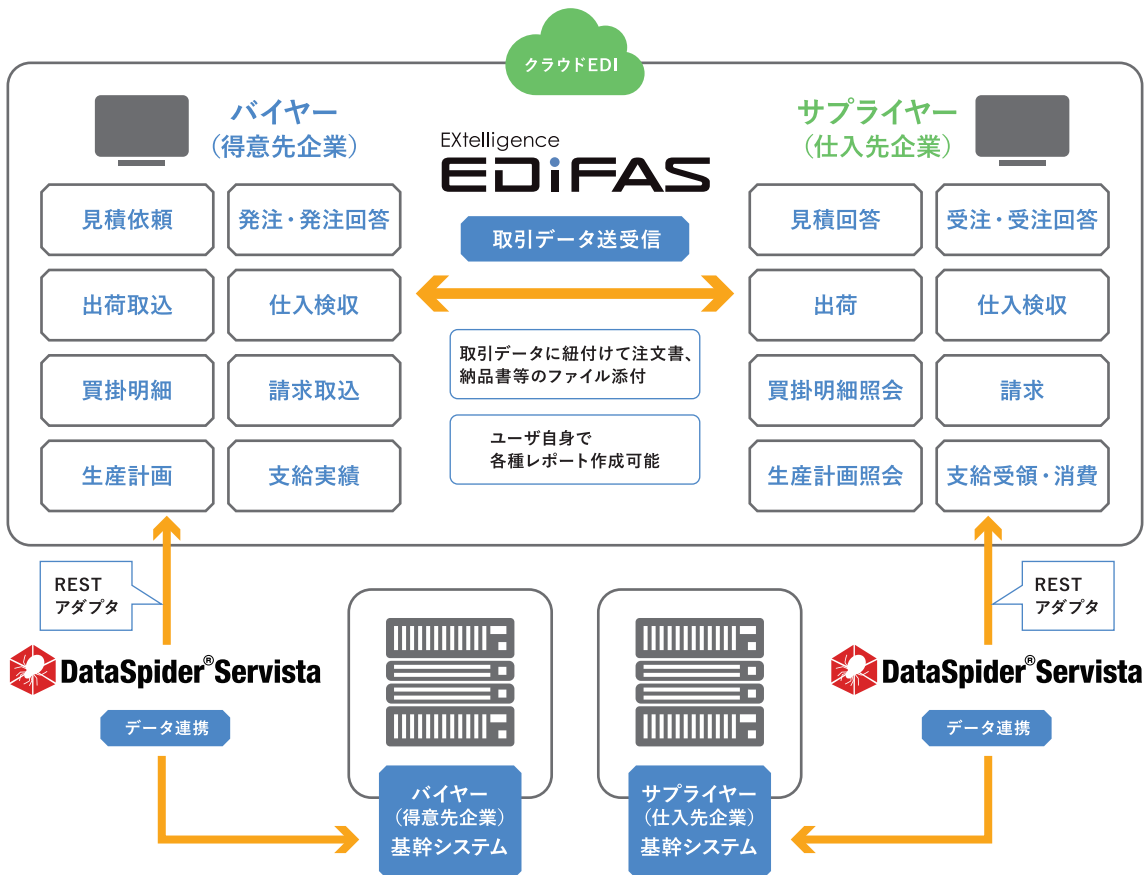 クラウドEDI
バイヤー
（得意先企業）
見積依頼
発注・発注回答
出荷取込
仕入検収
買掛明細
請求取込
生産計画
支給実績
EXtelligence
EDiFAS
取引データ送受信
取引データに紐付けて注文書、
納品書等のファイル添付
ユーザ自身で
各種レポート作成可能
サプライヤー
（仕入先企業）
見積回答
受注・受注回答
出荷
仕入検収
買掛明細照会
請求
生産計画照会
支給受領・消費
REST
アダプタ
DataSpider®Servista
データ連携
バイヤー
（得意先企業）
基幹システム
サプライヤー
（仕入先企業）
基幹システム
REST
アダプタ
DataSpider®Servista
データ連携